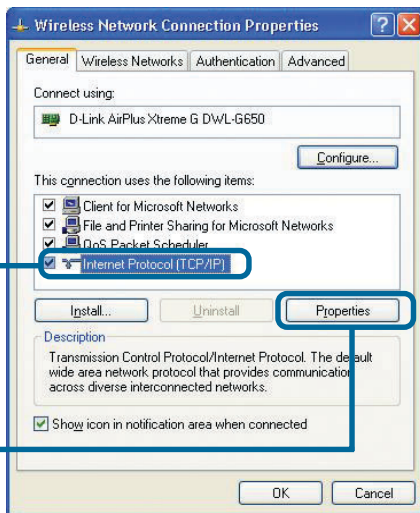 Wireless Network Connection Properties
General Wireless Networks Authentication Advanced
Connect using:
D-Link AirPlus Xtreme G DWL-G650
Configure...
This connection uses the following items:
Client for Microsoft Networks
File and Printer Sharing for Microsoft Networks
QoS Packet Scheduler
Internet Protocol (TCP/IP)
Install... Uninstall Properties
Description
Transmission Control Protocol/Internet Protocol. The default
wide area network protocol that provides communication
across diverse interconnected networks.
Show icon in notification area when connected
OK Cancel